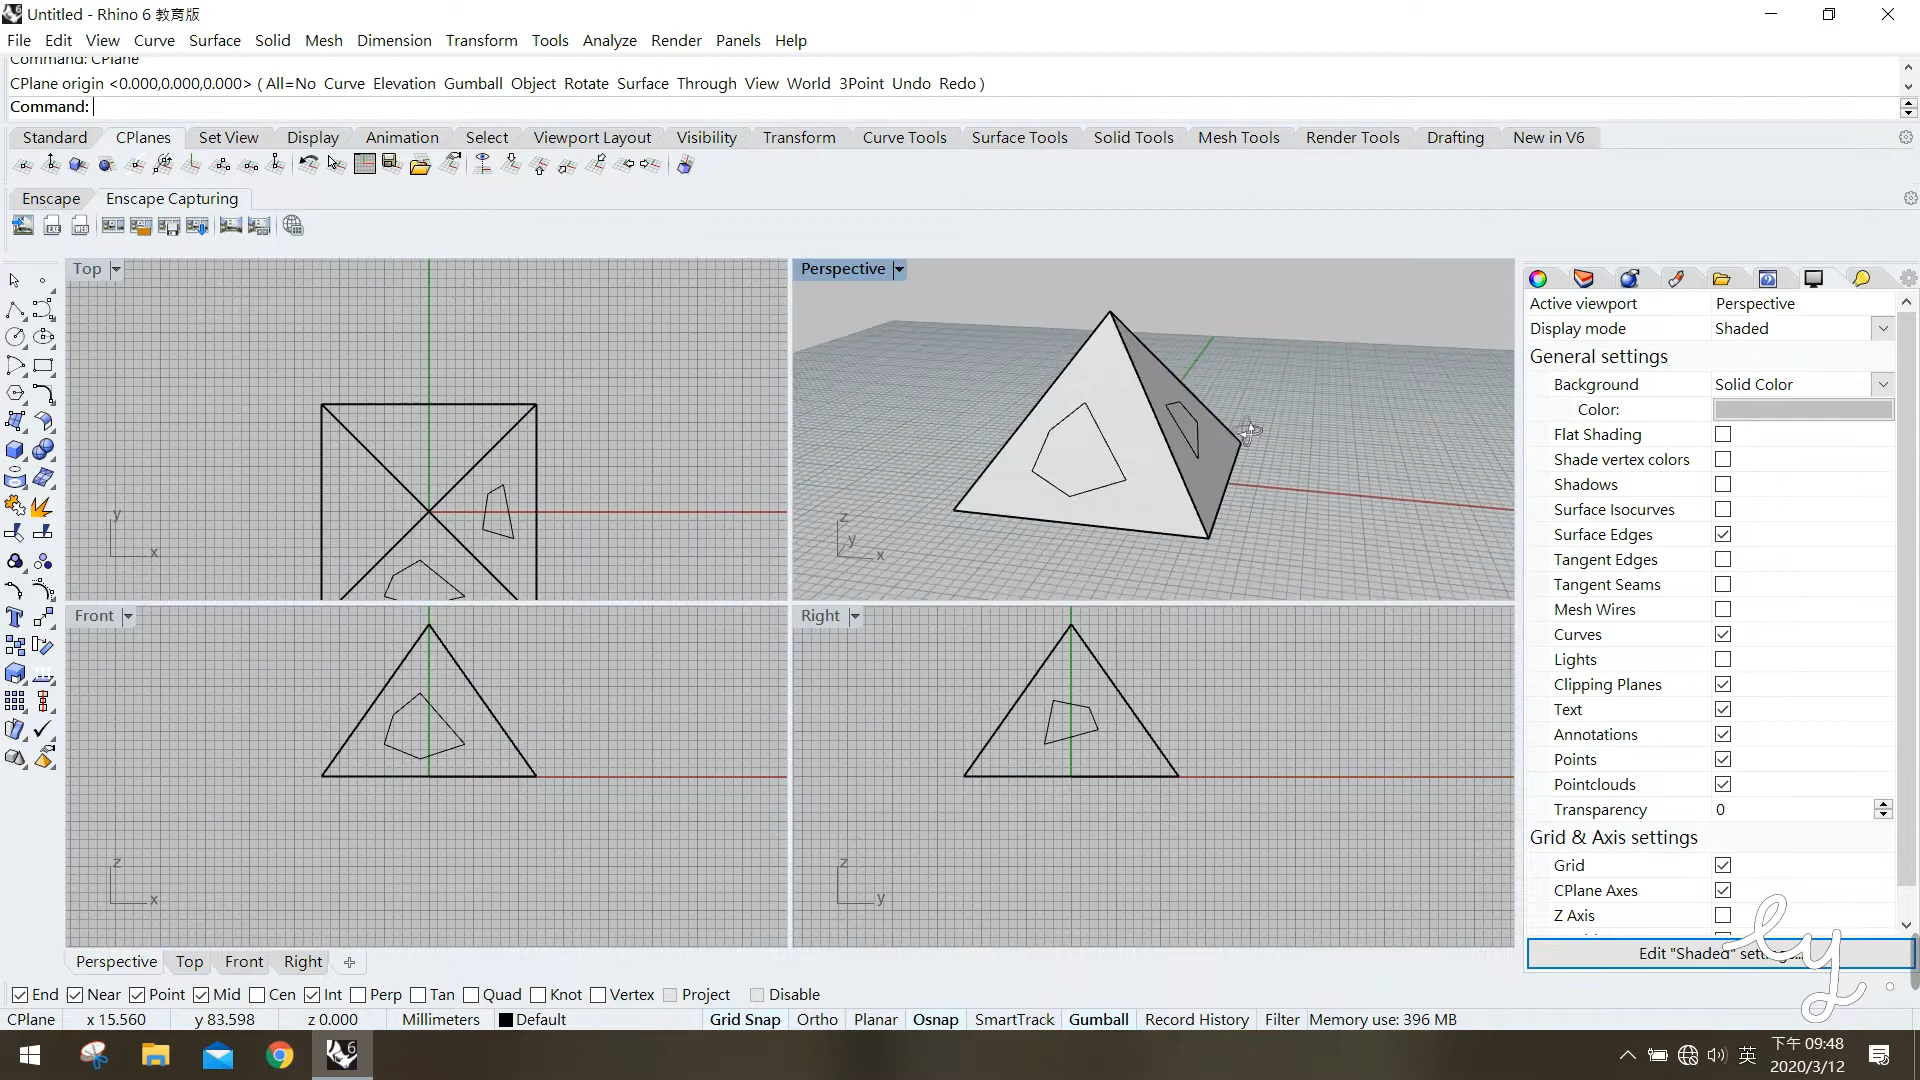 Untitled - Rhino 6 教育版
File Edit View Curve Surface Solid Mesh Dimension Transform Tools Analyze Render Panels Help
Command: CPlane
CPlane origin <0.000,0.000,0.000> ( All=No Curve Elevation Gumball Object Rotate Surface Through View World 3Point Undo Redo )
Command:
Standard CPlanes Set View Display Animation Select Viewport Layout Visibility Transform Curve Tools Surface Tools Solid Tools Mesh Tools Render Tools Drafting New in V6
Enscape Enscape Capturing
Top
Perspective
y
x
z
y
x
Front
Right
z
x
z
y
Active viewport Perspective
Display mode Shaded
General settings
Background Solid Color
Color:
Flat Shading
Shade vertex colors
Shadows
Surface Isocurves
Surface Edges
Tangent Edges
Tangent Seams
Mesh Wires
Curves
Lights
Clipping Planes
Text
Annotations
Points
Pointclouds
Transparency 0
Grid & Axis settings
Grid
CPlane Axes
Z Axis
Edit "Shaded" settings...
ly.
Perspective Top Front Right
End Near Point Mid Cen Int Perp Tan Quad Knot Vertex Project Disable
CPlane x 15.560 y 83.598 z 0.000 Millimeters Default Grid Snap Ortho Planar Osnap SmartTrack Gumball Record History Filter Memory use: 396 MB
英
下午 09:48
2020/3/12